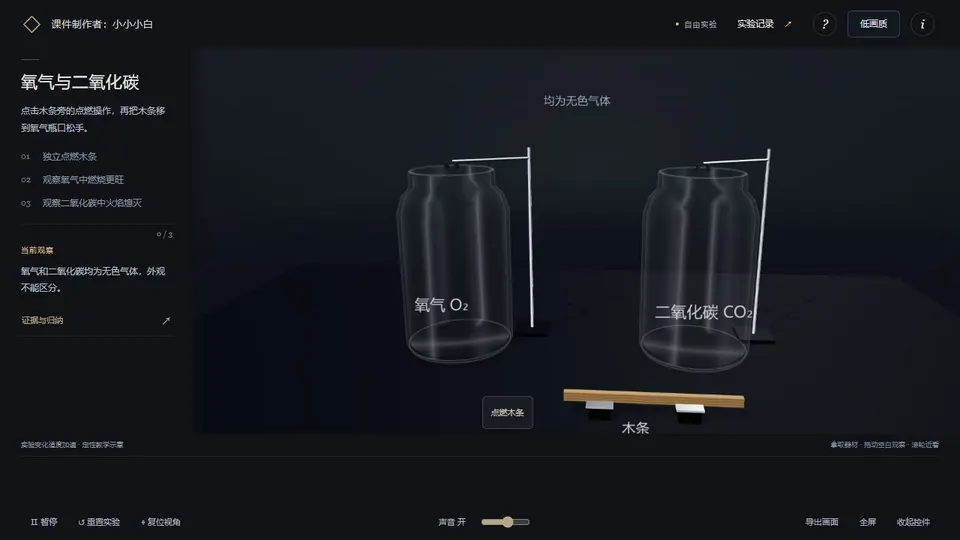 课件制作者：小小小白
自由实验
实验记录 ↗
?
低画质
i
氧气与二氧化碳
点击木条旁的点燃操作，再把木条移
到氧气瓶口松手。
01 独立点燃木条
02 观察氧气中燃烧更旺
03 观察二氧化碳中火焰熄灭
0 / 3
当前观察
氧气和二氧化碳均为无色气体，外观
不能区分。
证据与归纳 ↗
均为无色气体
氧气 O₂
二氧化碳 CO₂
点燃木条
木条
实验变化适度加速 · 定性教学示意
拿取器材 · 拖动空白观察 · 滚轮近看
暂停
↺ 重置实验
⌖ 复位视角
声音 开
导出画面
全屏
收起控件